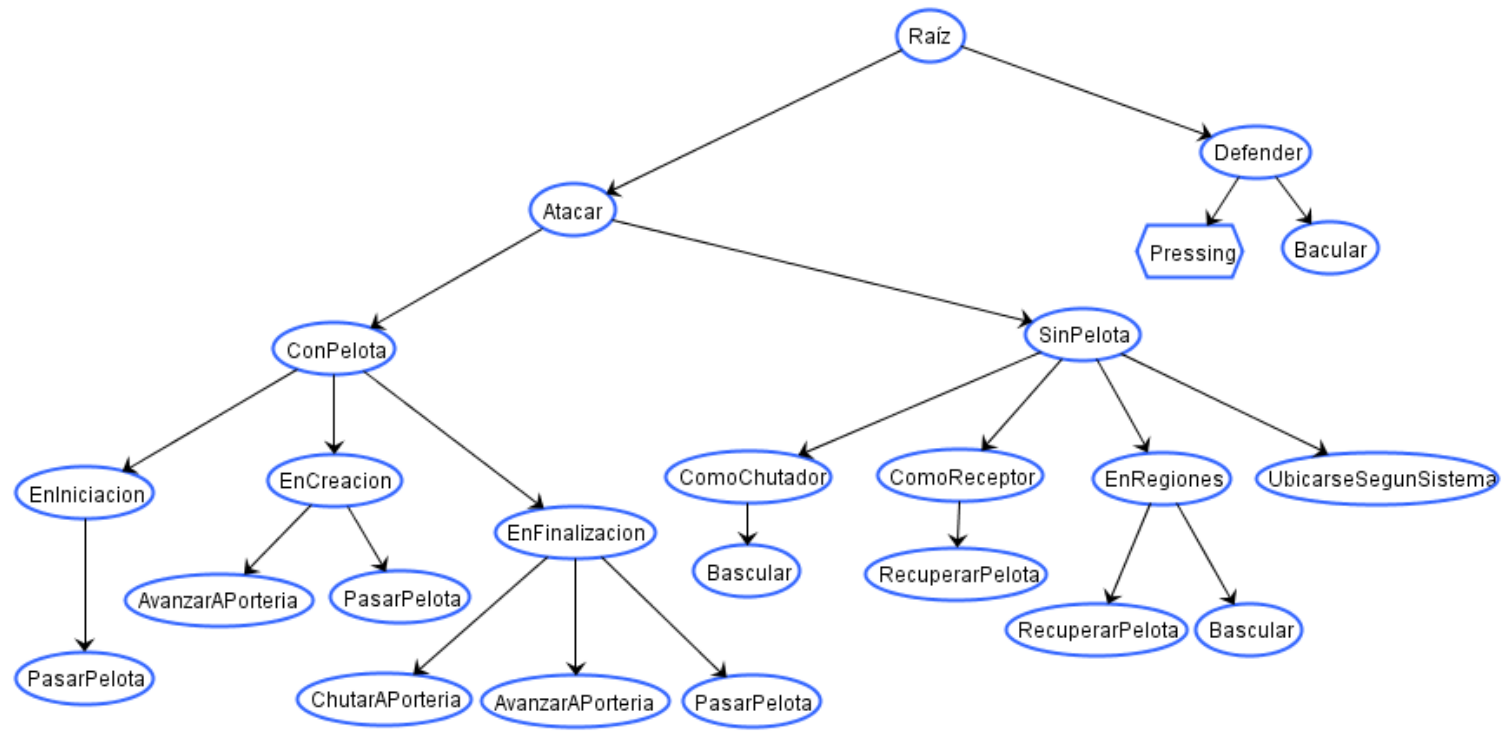 Raíz
Defender
Atacar
Pressing
Bacular
ConPelota
SinPelota
EnIniciacion
EnCreacion
EnFinalizacion
ComoChutador
ComoReceptor
EnRegiones
UbicarseSegunSistema
AvanzarAPorteria
PasarPelota
Bascular
RecuperarPelota
RecuperarPelota
Bascular
PasarPelota
ChutarAPorteria
AvanzarAPorteria
PasarPelota